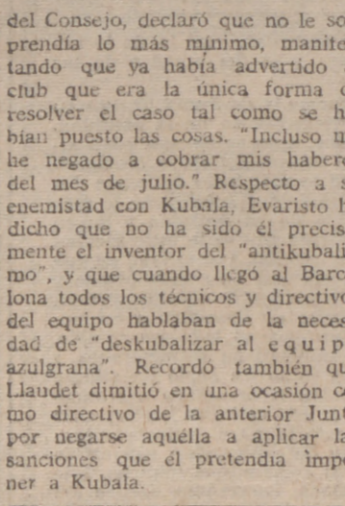 del Consejo, declaró que no le so
prendía lo más mínimo, manife
tando que ya había advertido
club que era la única forma d
resolver el caso tal como se h
bían puesto las cosas. "Incluso m
he negado a cobrar mis habere
del mes de julio." Respecto a s
enemistad con Kubala, Evaristo h
dicho que no ha sido él precis
mente el inventor del "antikubali
mo", y que cuando llegó al Barc
lona todos los técnicos y directivo
del equipo hablaban de la neces
dad de "deskubalizar al equip
azulgrana". Recordó también qu
Llaudet dimitió en una ocasión c
mo directivo de la anterior Junt
por negarse aquélla a aplicar la
sanciones que él pretendía impo
ner a Kubala.